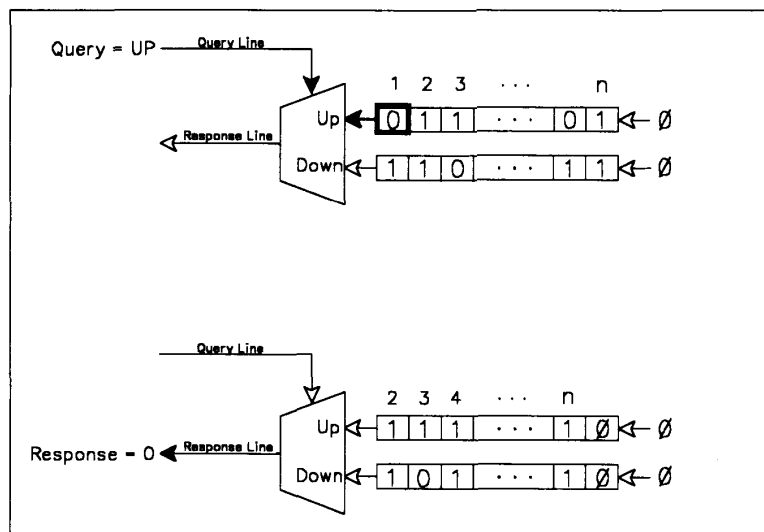 Query = UP
Query Line
1 2 3 ··· n
Up
0 1 1 ··· 0 1
Ø
Response Line
Down
1 1 0 ··· 1 1
Ø
Query Line
2 3 4 ··· n
Up
1 1 1 ··· 1 Ø
Ø
Response = 0
Response Line
Down
1 0 1 ··· 1 Ø
Ø